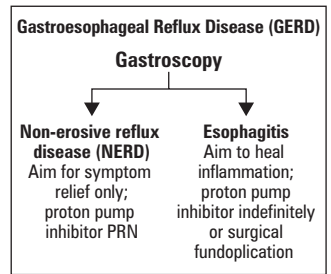 Gastroesophageal Reflux Disease (GERD)
Gastroscopy
Non-erosive reflux
disease (NERD)
Aim for symptom
relief only;
proton pump
inhibitor PRN
Esophagitis
Aim to heal
inflammation;
proton pump
inhibitor indefinitely
or surgical
fundoplication